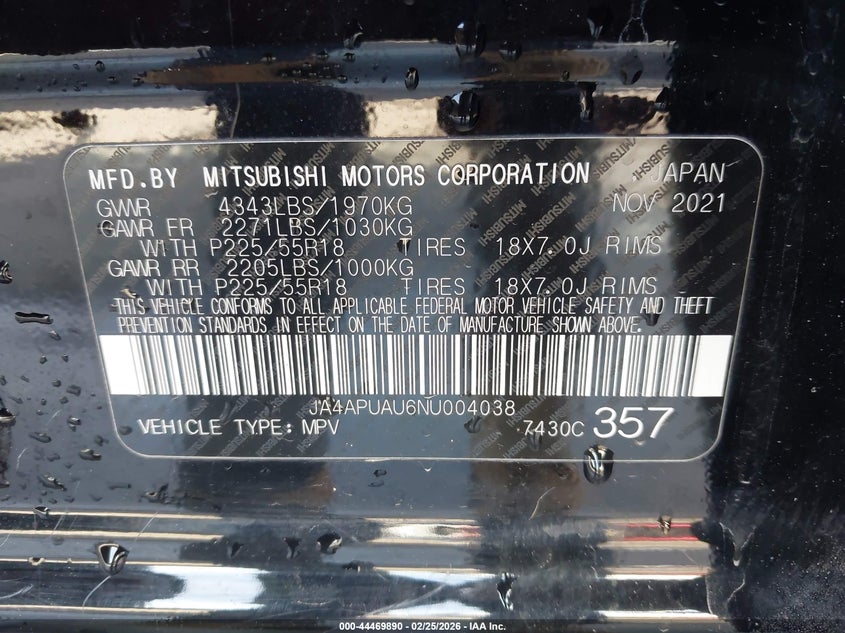 MFD.BY MITSUBISHI MOTORS CORPORATION JAPAN
GVWR 4343LBS/1970KG NOV 2021
GAWR FR 2271LBS/1030KG
WITH P225/55R18 TIRES 18X7.0J RIMS
GAWR RR 2205LBS/1000KG
WITH P225/55R18 TIRES 18X7.0J RIMS
THIS VEHICLE CONFORMS TO ALL APPLICABLE FEDERAL MOTOR VEHICLE SAFETY AND THEFT
PREVENTION STANDARDS IN EFFECT ON THE DATE OF MANUFACTURE SHOWN ABOVE.
JA4APUAU6NU004038
VEHICLE TYPE: MPV 7430C 357
000-44469890 - 02/25/2026 - IAA Inc.